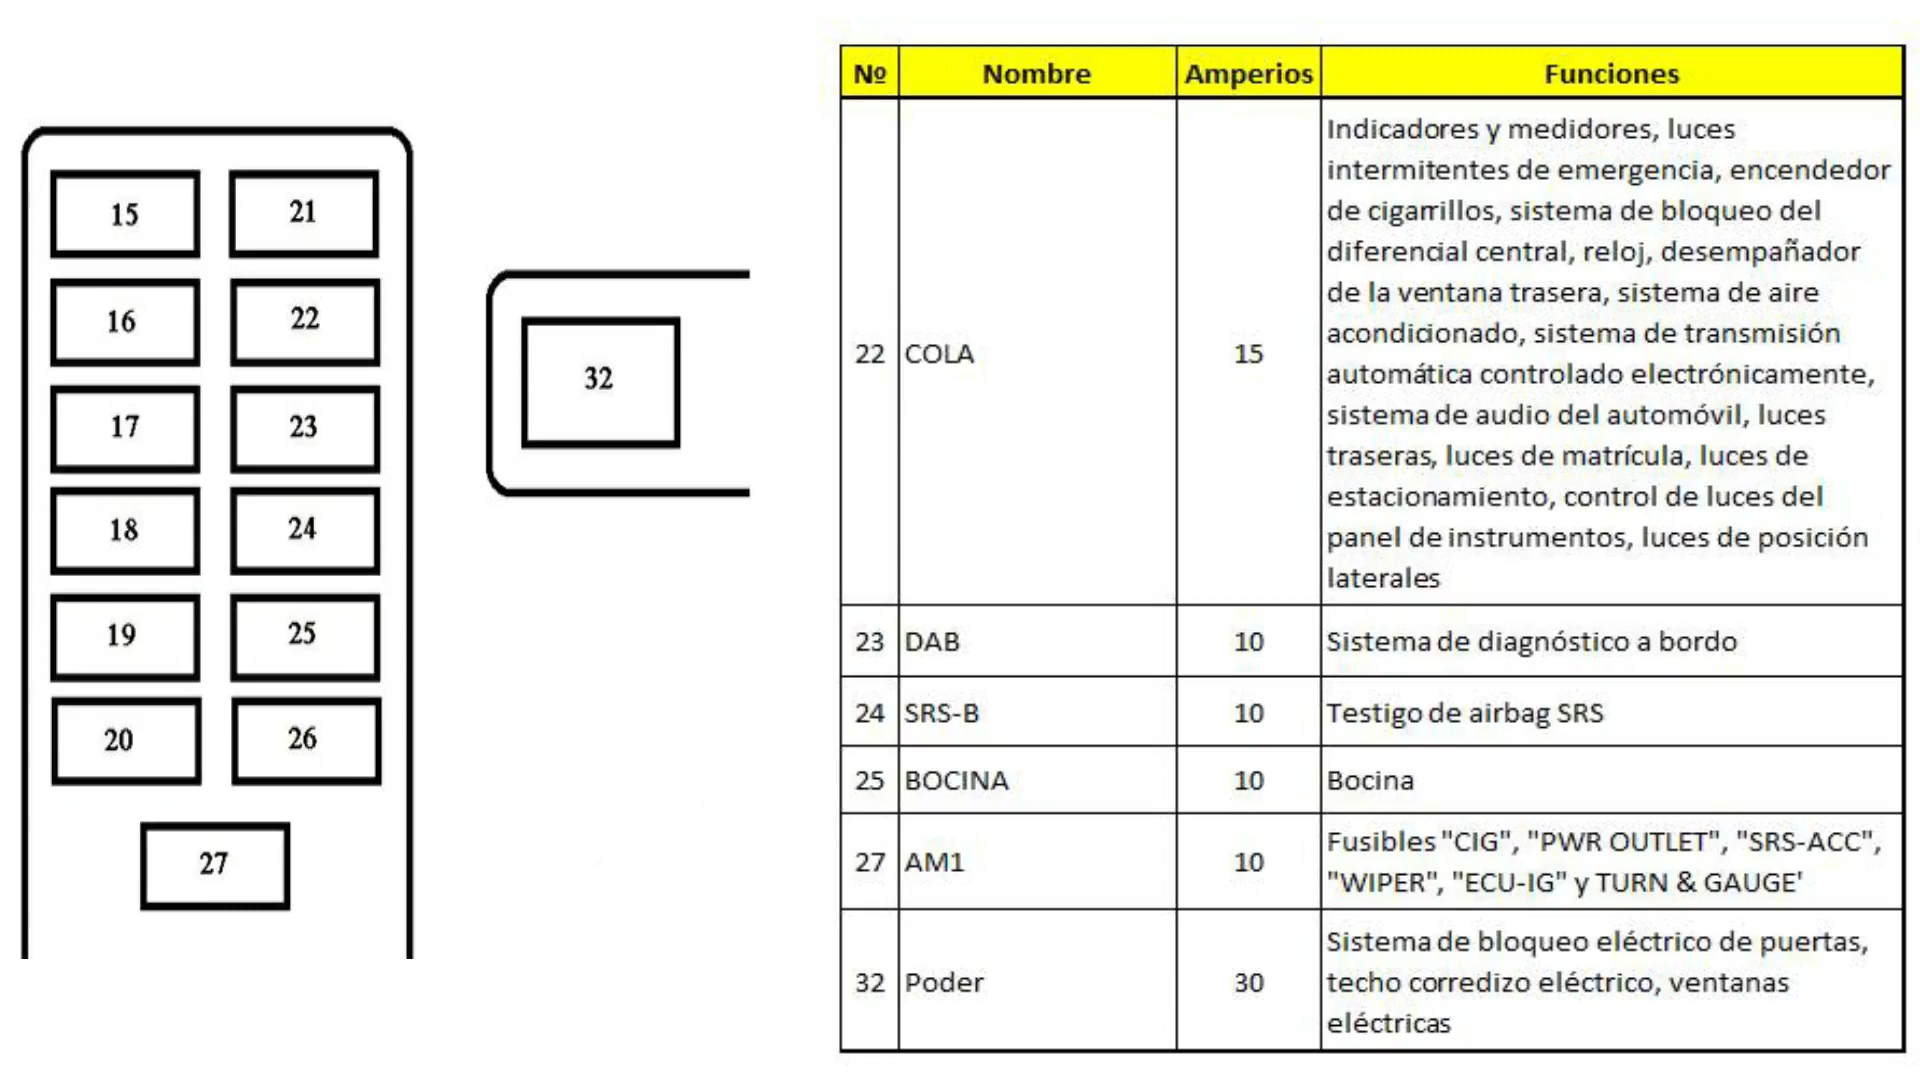 15 21
16 22
17 23
18 24
19 25
20 26
27
32
Nº Nombre Amperios Funciones
22 COLA 15
Indicadores y medidores, luces
intermitentes de emergencia, encendedor
de cigarrillos, sistema de bloqueo del
diferencial central, reloj, desempañador
de la ventana trasera, sistema de aire
acondicionado, sistema de transmisión
automática controlado electrónicamente,
sistema de audio del automóvil, luces
traseras, luces de matrícula, luces de
estacionamiento, control de luces del
panel de instrumentos, luces de posición
laterales
23 DAB 10 Sistema de diagnóstico a bordo
24 SRS-B 10 Testigo de airbag SRS
25 BOCINA 10 Bocina
27 AM1 10
Fusibles "CIG", "PWR OUTLET", "SRS-ACC",
"WIPER", "ECU-IG" y TURN & GAUGE'
32 Poder 30
Sistema de bloqueo eléctrico de puertas,
techo corredizo eléctrico, ventanas
eléctricas